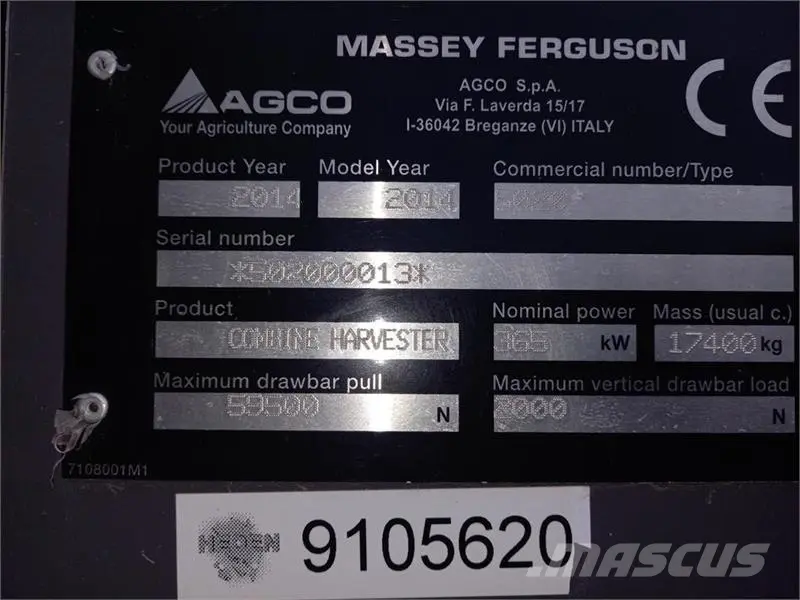 MASSEY FERGUSON
AGCO
Your Agriculture Company
AGCO S.p.A.
Via F. Laverda 15/17
I-36042 Breganze (VI) ITALY
CE
Product Year Model Year Commercial number/Type
2014 2014
Serial number
*502000013*
Product Nominal power Mass (usual c.)
COMBINE HARVESTER 365 kW 17400 kg
Maximum drawbar pull Maximum vertical drawbar load
59500 N 2000 N
7108001M1
HEDEN 9105620
MASCUS